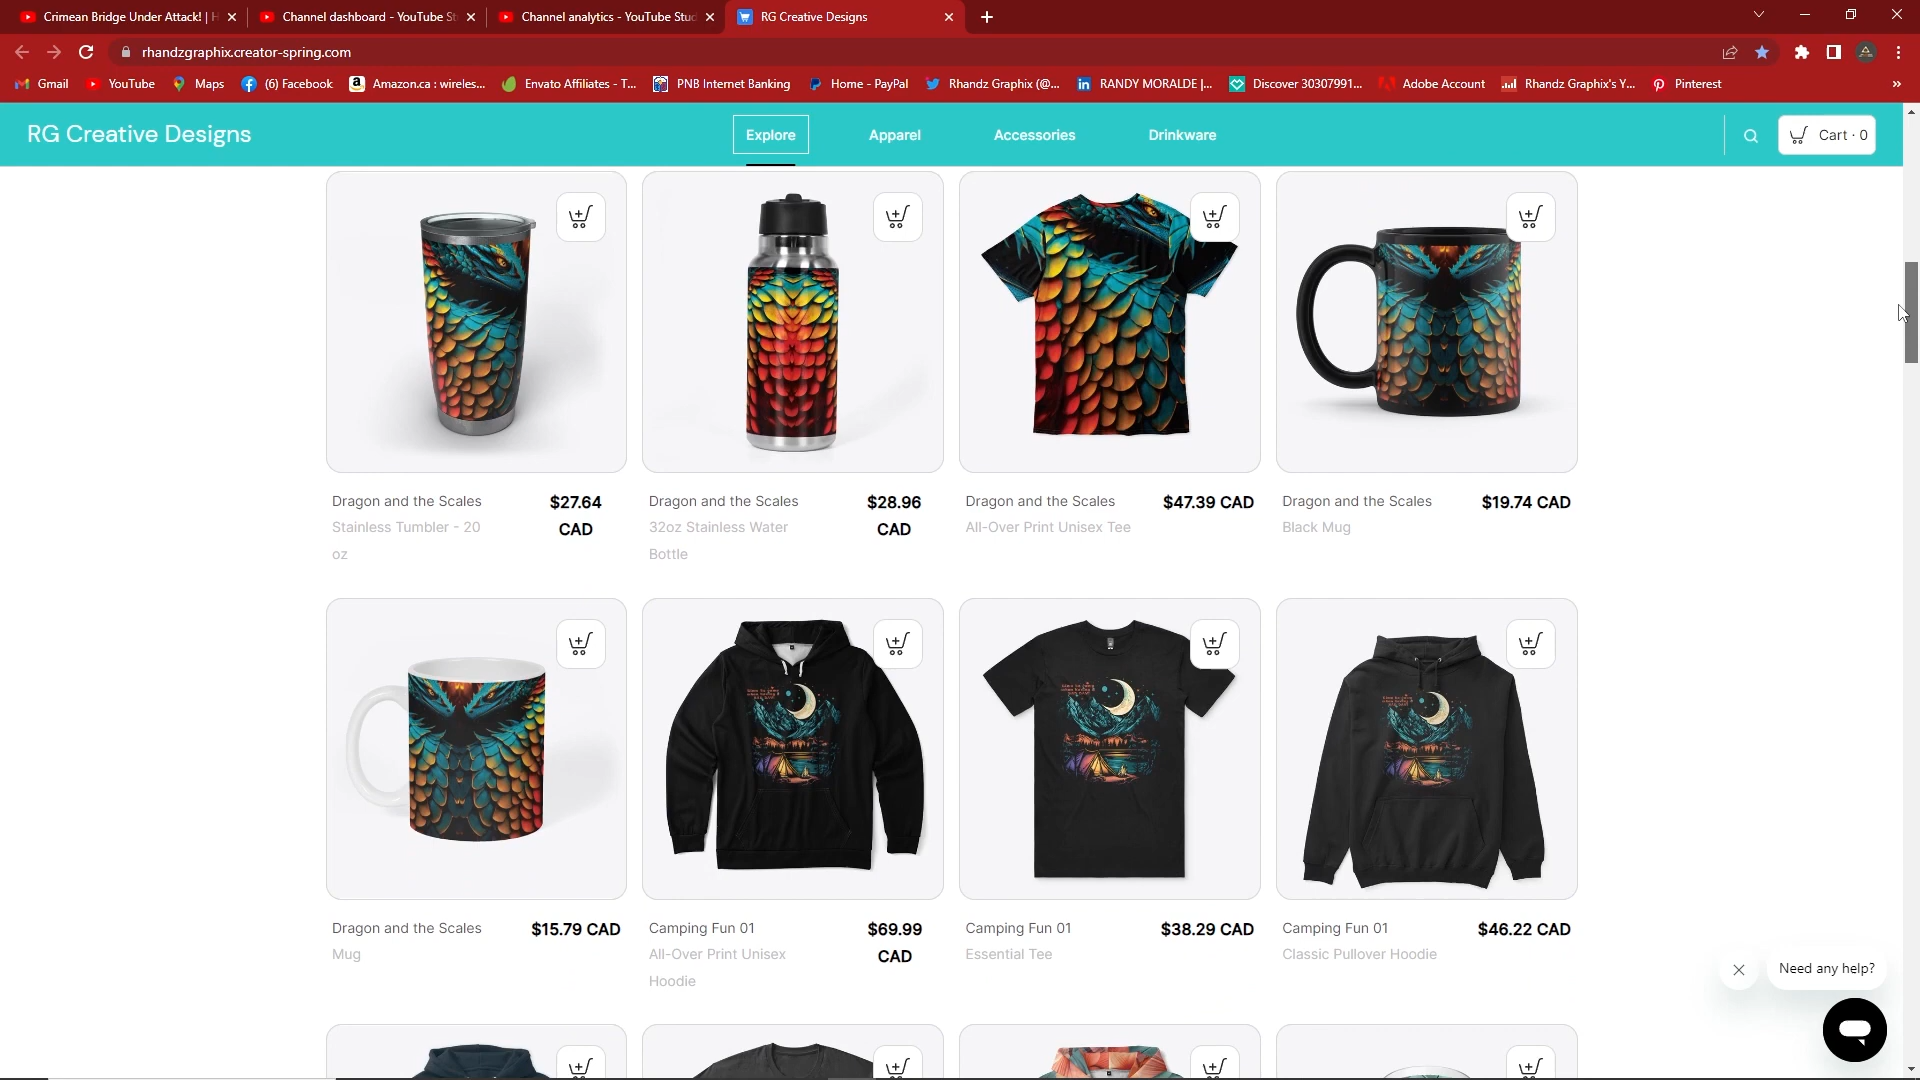 Crimean Bridge Under Attack! | H
Channel dashboard - YouTube St
Channel analytics - YouTube Stud
RG Creative Designs
rhandzgraphix.creator-spring.com
Gmail
YouTube
Maps
(6) Facebook
Amazon.ca : wireles...
Envato Affiliates - T...
PNB Internet Banking
Home - PayPal
Rhandz Graphix (@...
RANDY MORALDE |...
Discover 30307991...
Adobe Account
Rhandz Graphix's Y...
Pinterest
»
RG Creative Designs
Explore
Apparel
Accessories
Drinkware
Cart · 0
Dragon and the Scales
$27.64
Stainless Tumbler - 20
CAD
oz
Dragon and the Scales
$28.96
32oz Stainless Water
CAD
Bottle
Dragon and the Scales
$47.39 CAD
All-Over Print Unisex Tee
Dragon and the Scales
$19.74 CAD
Black Mug
Dragon and the Scales
$15.79 CAD
Mug
Camping Fun 01
$69.99
All-Over Print Unisex
CAD
Hoodie
Camping Fun 01
$38.29 CAD
Essential Tee
Camping Fun 01
$46.22 CAD
Classic Pullover Hoodie
Need any help?